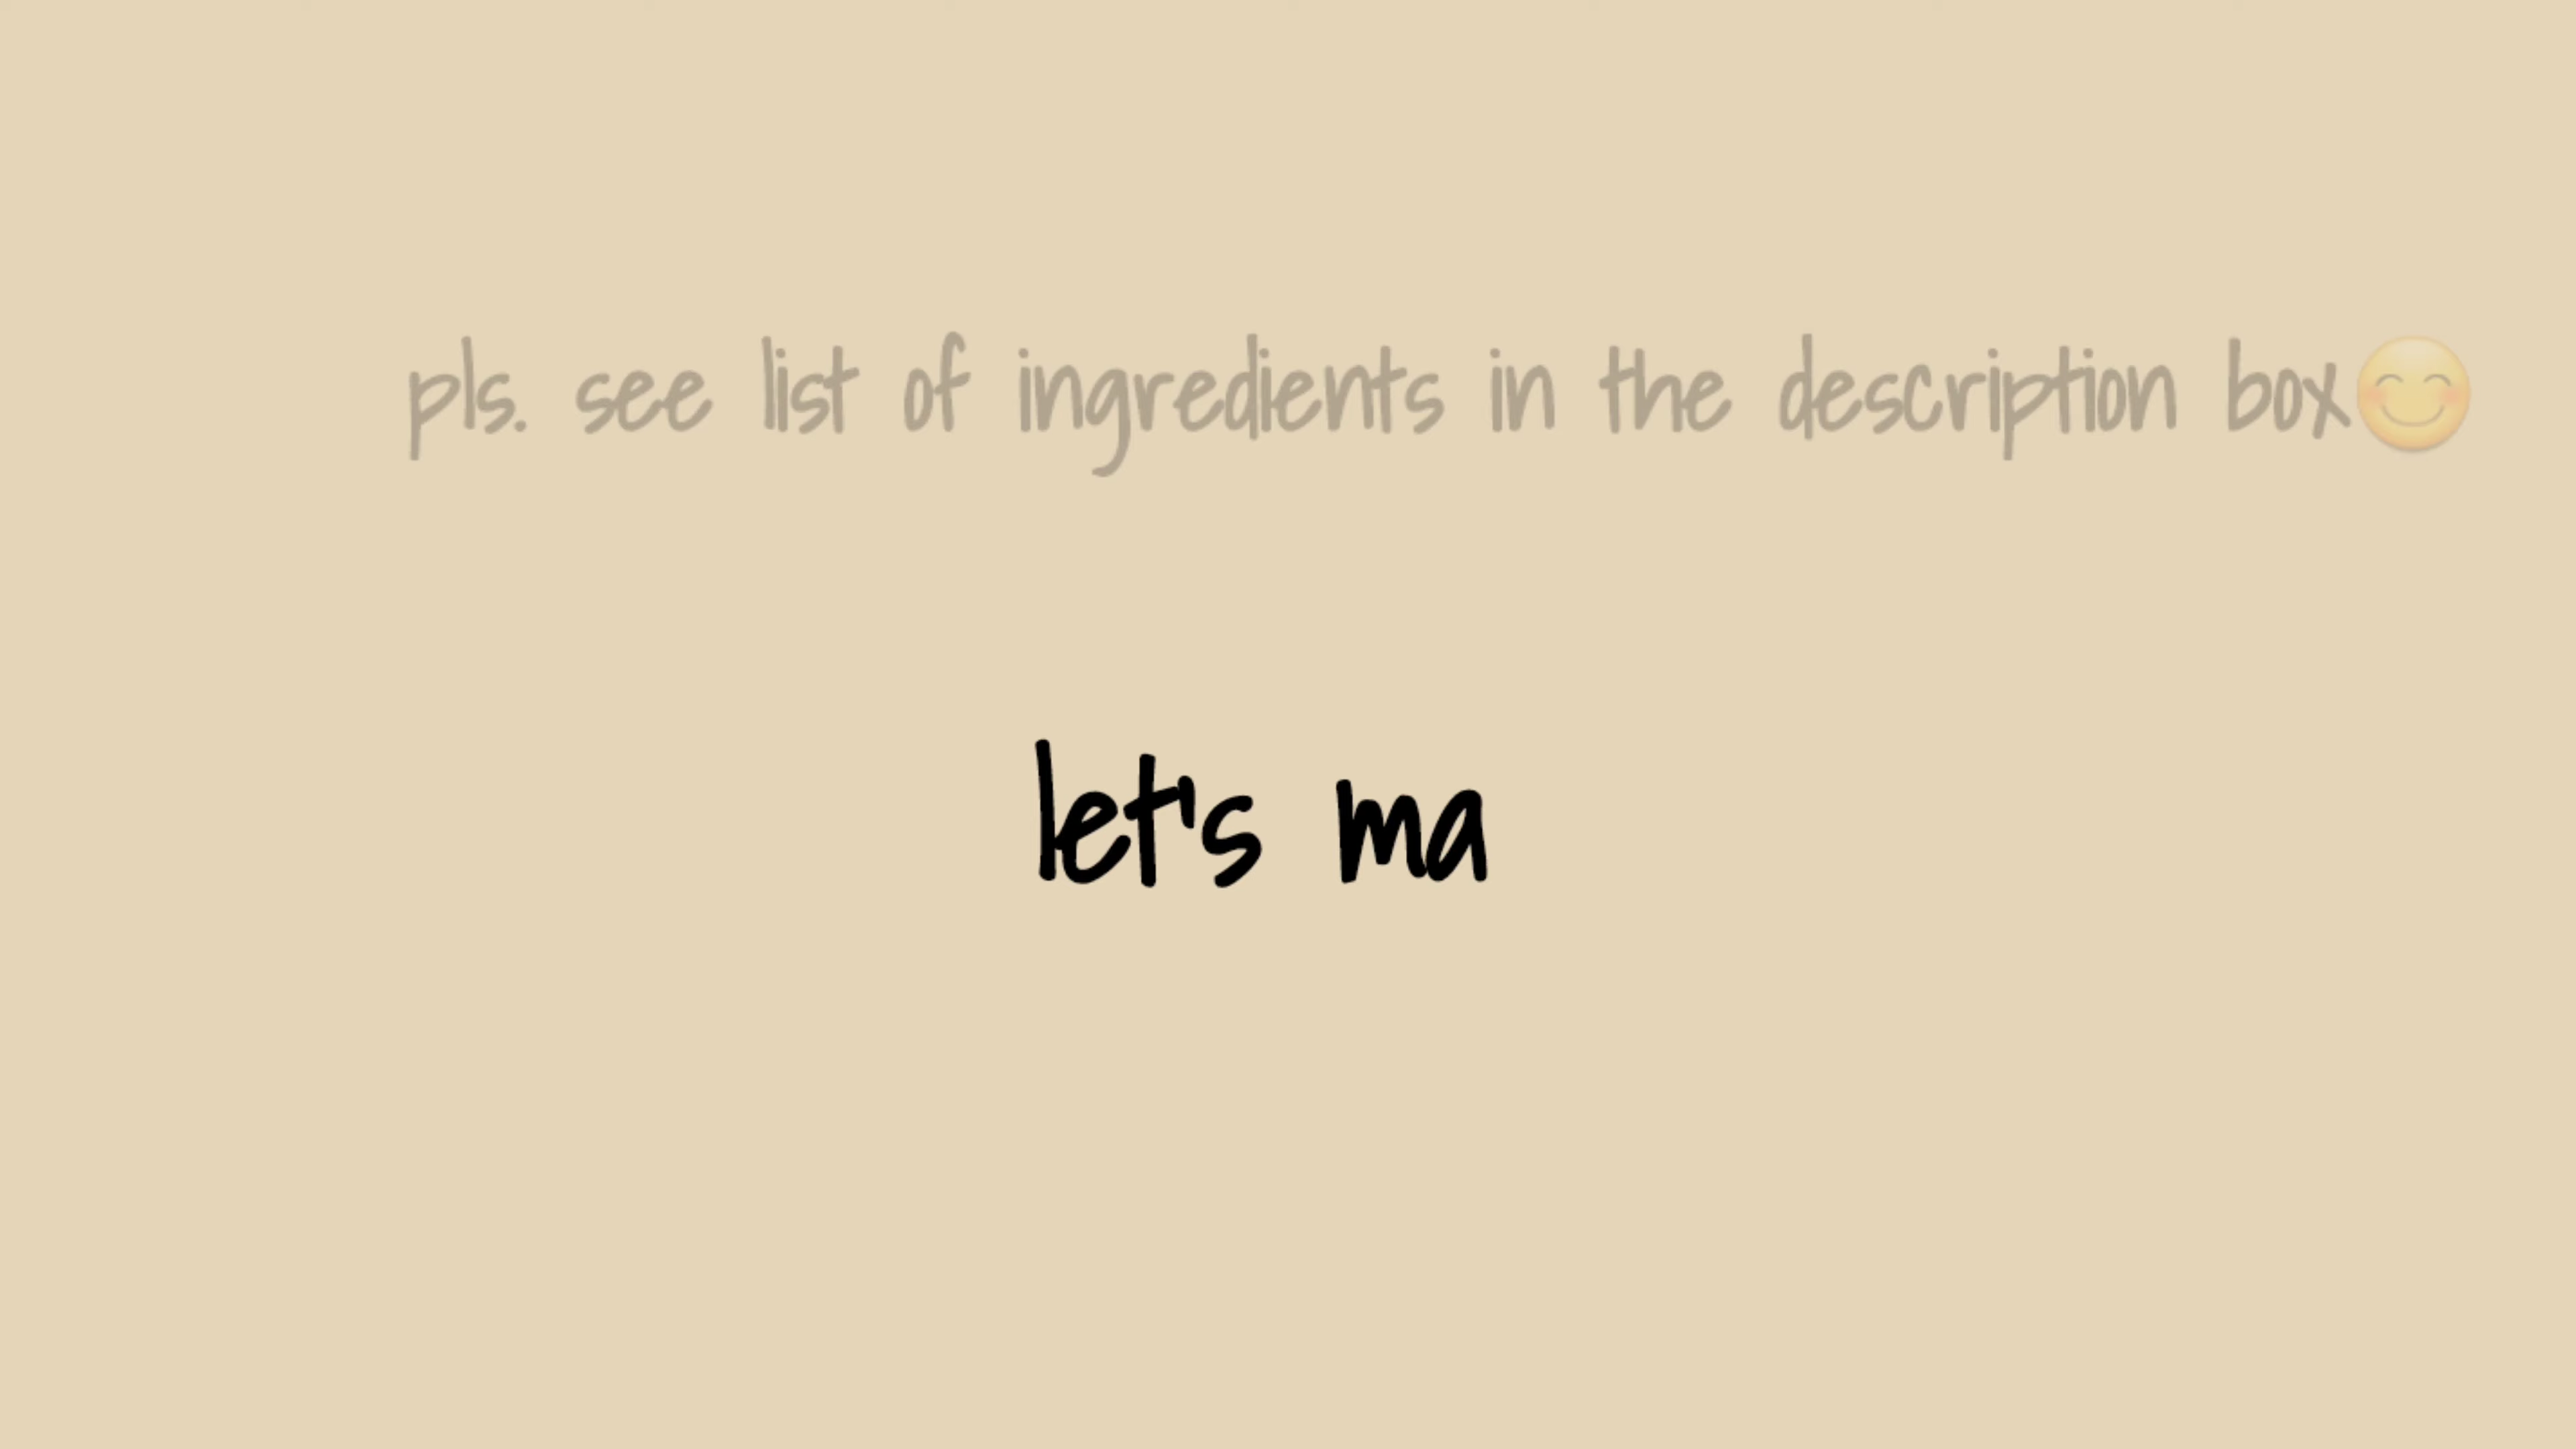 pls. see list of ingredients in the description box😊
let's ma